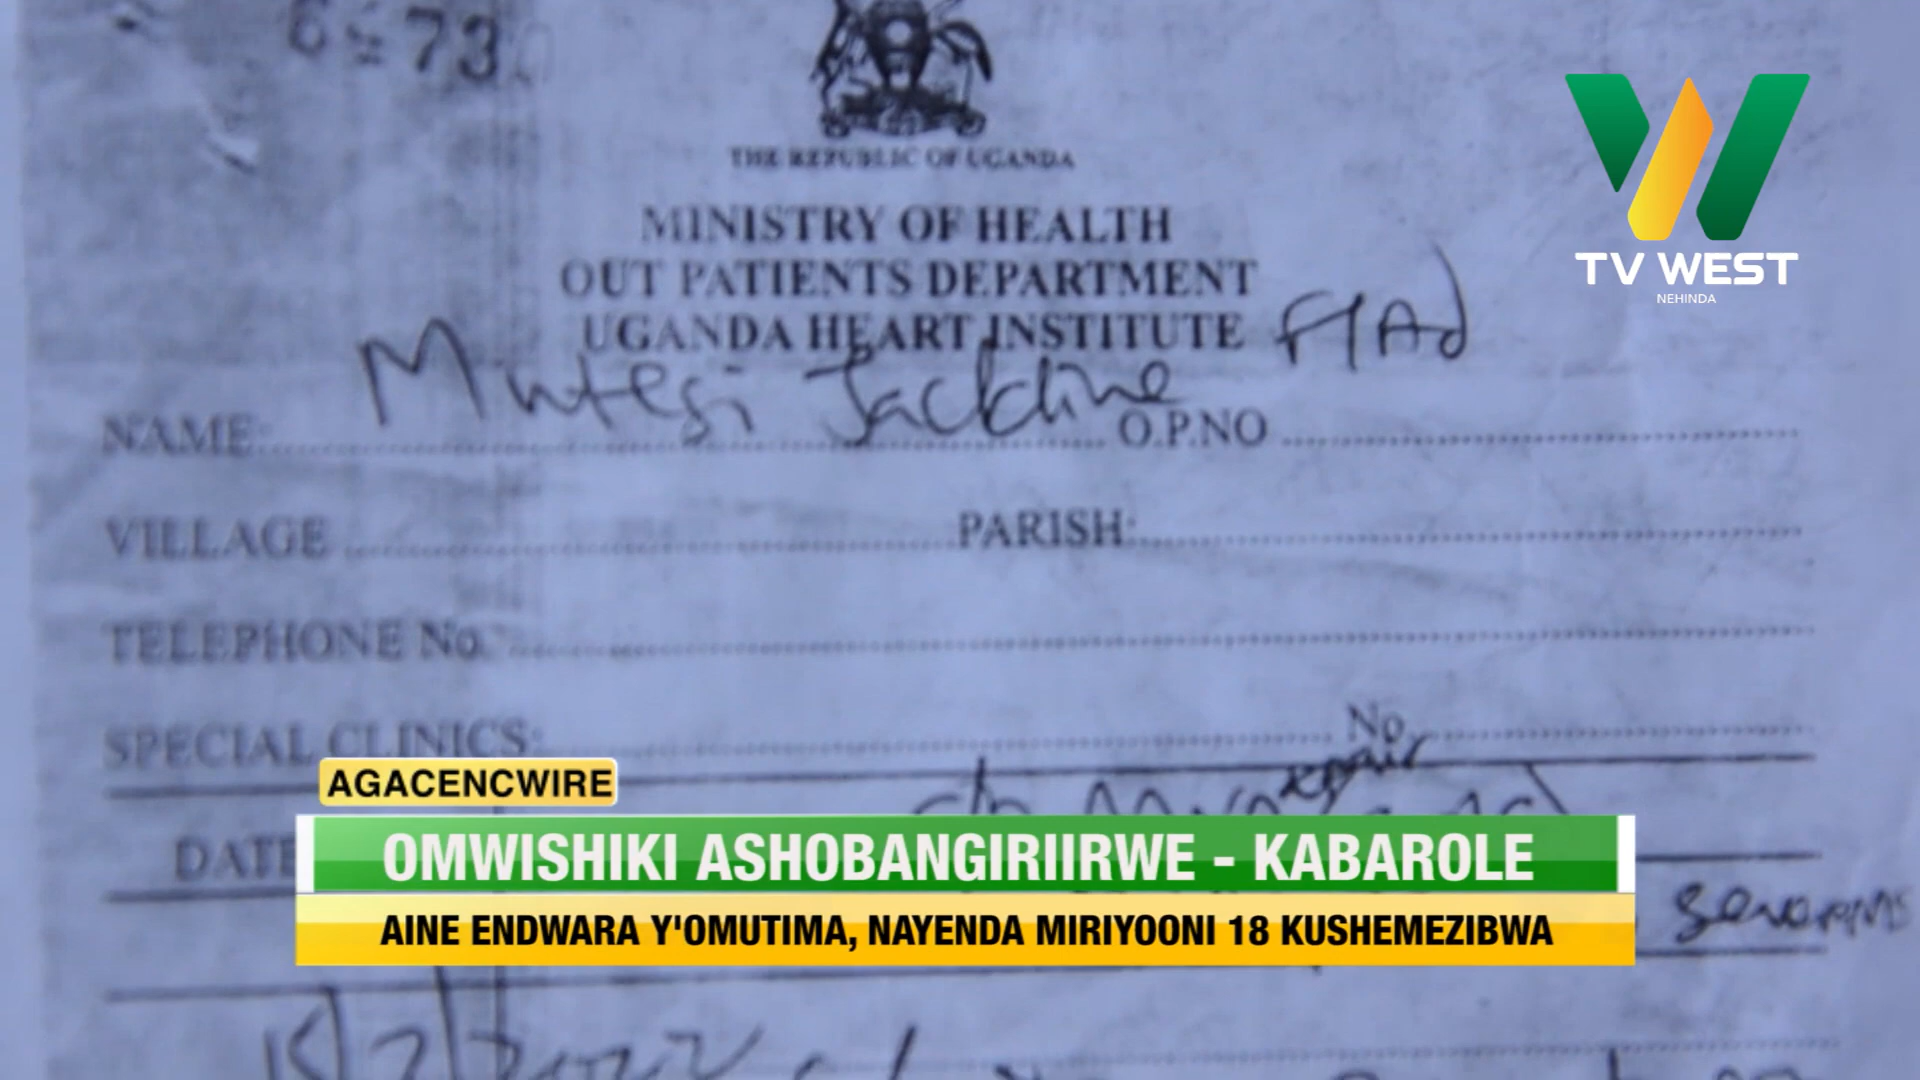 THE REPUBLIC OF UGANDA
MINISTRY OF HEALTH
OUT PATIENTS DEPARTMENT
UGANDA HEART INSTITUTE
NAME: Mutesi Jackline O.P.NO
VILLAGE PARISH:
TELEPHONE No.
SPECIAL CLINICS: No
DATE
TV WEST
NEHINDA
AGACENCWIRE
OMWISHIKI ASHOBANGIRIIRWE - KABAROLE
AINE ENDWARA Y'OMUTIMA, NAYENDA MIRIYOONI 18 KUSHEMEZIBWA